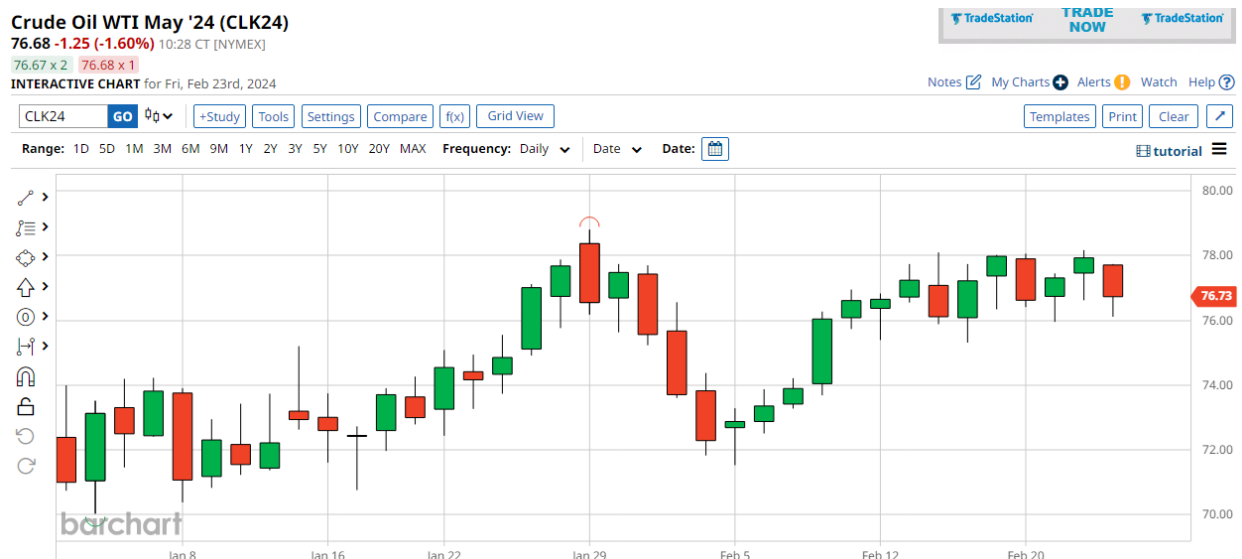 Crude Oil WTI May '24 (CLK24)
76.68 -1.25 (-1.60%) 10:28 CT [NYMEX]
76.67 x 2 76.68 x 1
INTERACTIVE CHART for Fri, Feb 23rd, 2024
TradeStation TRADE NOW TradeStation
Notes My Charts Alerts Watch Help
CLK24 GO +Study Tools Settings Compare f(x) Grid View Templates Print Clear
Range: 1D 5D 1M 3M 6M 9M 1Y 2Y 3Y 5Y 10Y 20Y MAX Frequency: Daily Date Date: tutorial
80.00
78.00
76.73
76.00
74.00
72.00
70.00
barchart
Jan 8 Jan 16 Jan 22 Jan 29 Feb 5 Feb 12 Feb 20